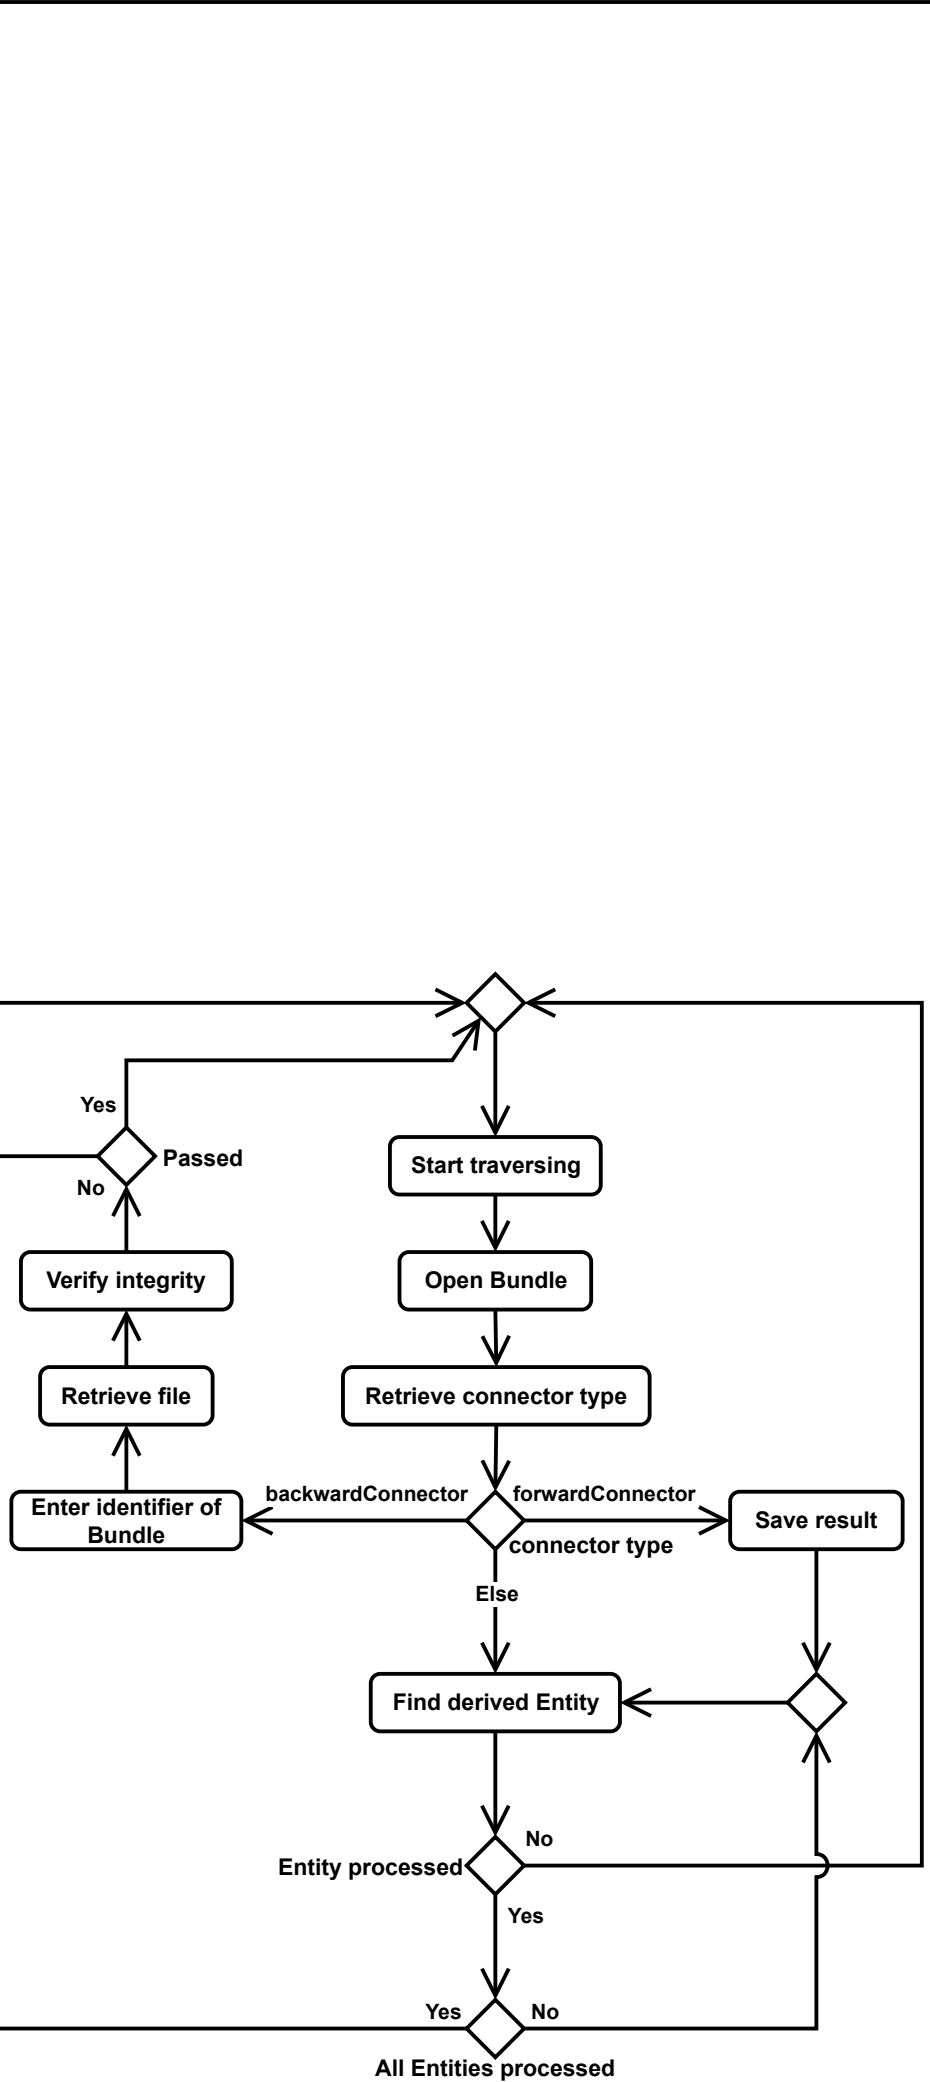 Yes
Passed
No
Start traversing
Verify integrity
Open Bundle
Retrieve file
Retrieve connector type
backwardConnector
forwardConnector
Enter identifier of
Bundle
Save result
connector type
Else
Find derived Entity
No
Entity processed
Yes
Yes
No
All Entities processed